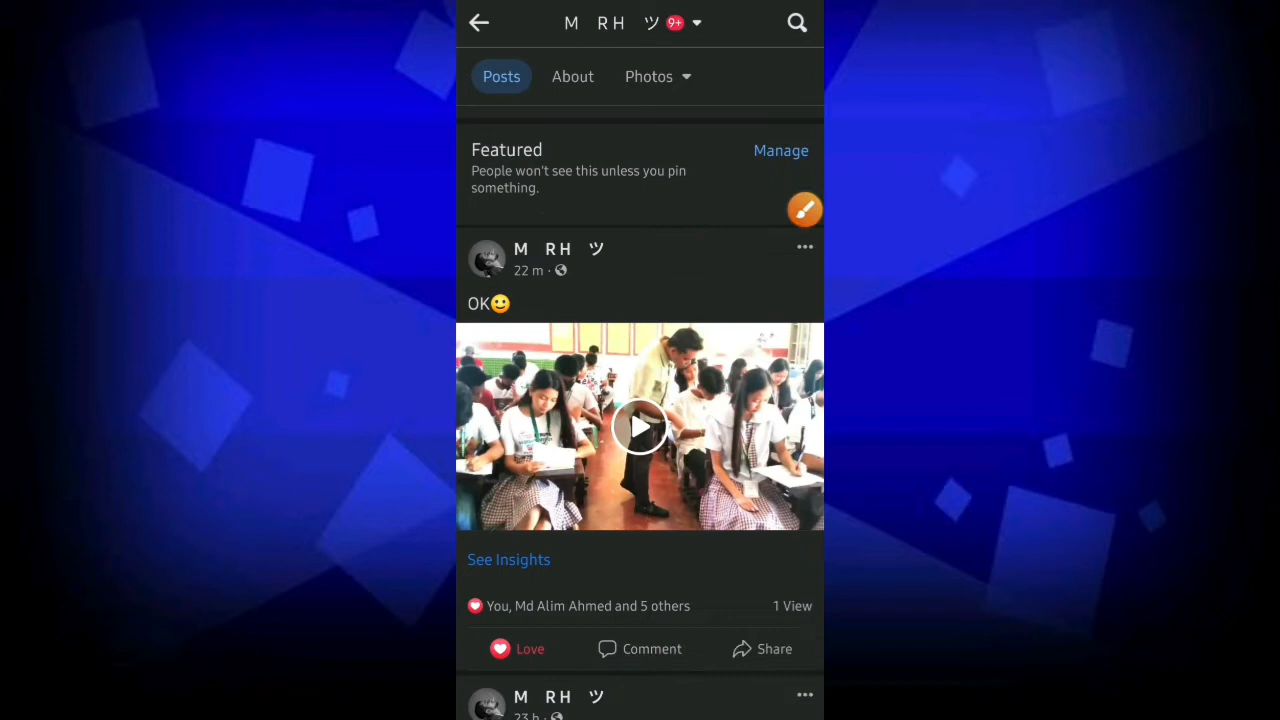 M RH ツ 9+
Posts About Photos
Featured
Manage
People won't see this unless you pin
something.
M RH ツ
22 m ·
OK
See Insights
You, Md Alim Ahmed and 5 others
1 View
Love Comment Share
M RH ツ
23 h ·